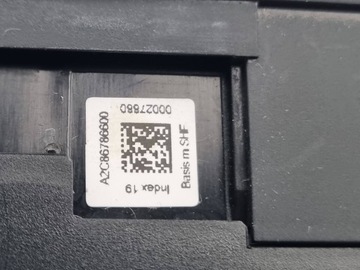 A2C86786600
00027880
Index 19
Basis m SHF